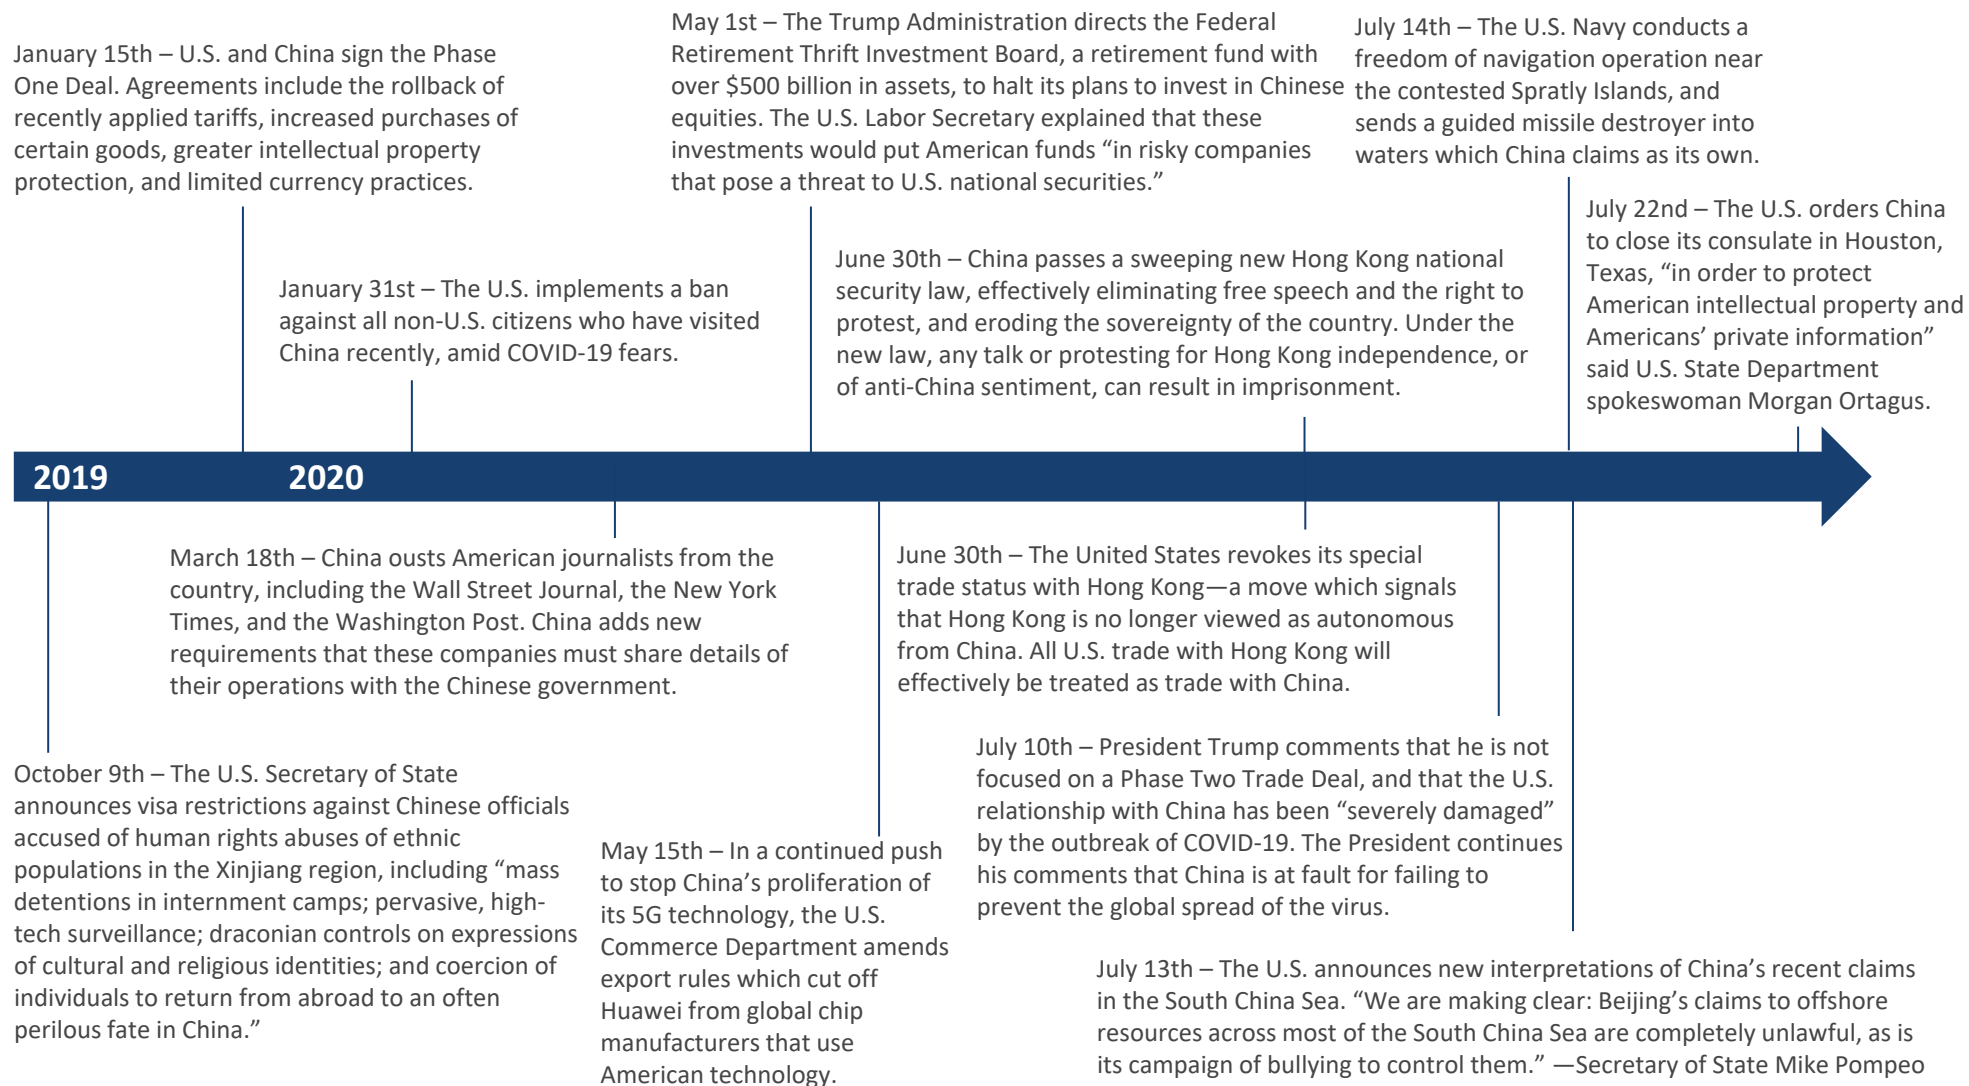 January 15th – U.S. and China sign the Phase
One Deal. Agreements include the rollback of
recently applied tariffs, increased purchases of
certain goods, greater intellectual property
protection, and limited currency practices.
May 1st – The Trump Administration directs the Federal
Retirement Thrift Investment Board, a retirement fund with
over $500 billion in assets, to halt its plans to invest in Chinese
equities. The U.S. Labor Secretary explained that these
investments would put American funds “in risky companies
that pose a threat to U.S. national securities.”
July 14th – The U.S. Navy conducts a
freedom of navigation operation near
the contested Spratly Islands, and
sends a guided missile destroyer into
waters which China claims as its own.
January 31st – The U.S. implements a ban
against all non-U.S. citizens who have visited
China recently, amid COVID-19 fears.
June 30th – China passes a sweeping new Hong Kong national
security law, effectively eliminating free speech and the right to
protest, and eroding the sovereignty of the country. Under the
new law, any talk or protesting for Hong Kong independence, or
of anti-China sentiment, can result in imprisonment.
July 22nd – The U.S. orders China
to close its consulate in Houston,
Texas, “in order to protect
American intellectual property and
Americans’ private information”
said U.S. State Department
spokeswoman Morgan Ortagus.
2019
2020
March 18th – China ousts American journalists from the
country, including the Wall Street Journal, the New York
Times, and the Washington Post. China adds new
requirements that these companies must share details of
their operations with the Chinese government.
June 30th – The United States revokes its special
trade status with Hong Kong—a move which signals
that Hong Kong is no longer viewed as autonomous
from China. All U.S. trade with Hong Kong will
effectively be treated as trade with China.
October 9th – The U.S. Secretary of State
announces visa restrictions against Chinese officials
accused of human rights abuses of ethnic
populations in the Xinjiang region, including “mass
detentions in internment camps; pervasive, high-
tech surveillance; draconian controls on expressions
of cultural and religious identities; and coercion of
individuals to return from abroad to an often
perilous fate in China.”
May 15th – In a continued push
to stop China’s proliferation of
its 5G technology, the U.S.
Commerce Department amends
export rules which cut off
Huawei from global chip
manufacturers that use
American technology.
July 10th – President Trump comments that he is not
focused on a Phase Two Trade Deal, and that the U.S.
relationship with China has been “severely damaged”
by the outbreak of COVID-19. The President continues
his comments that China is at fault for failing to
prevent the global spread of the virus.
July 13th – The U.S. announces new interpretations of China’s recent claims
in the South China Sea. “We are making clear: Beijing’s claims to offshore
resources across most of the South China Sea are completely unlawful, as is
its campaign of bullying to control them.” —Secretary of State Mike Pompeo